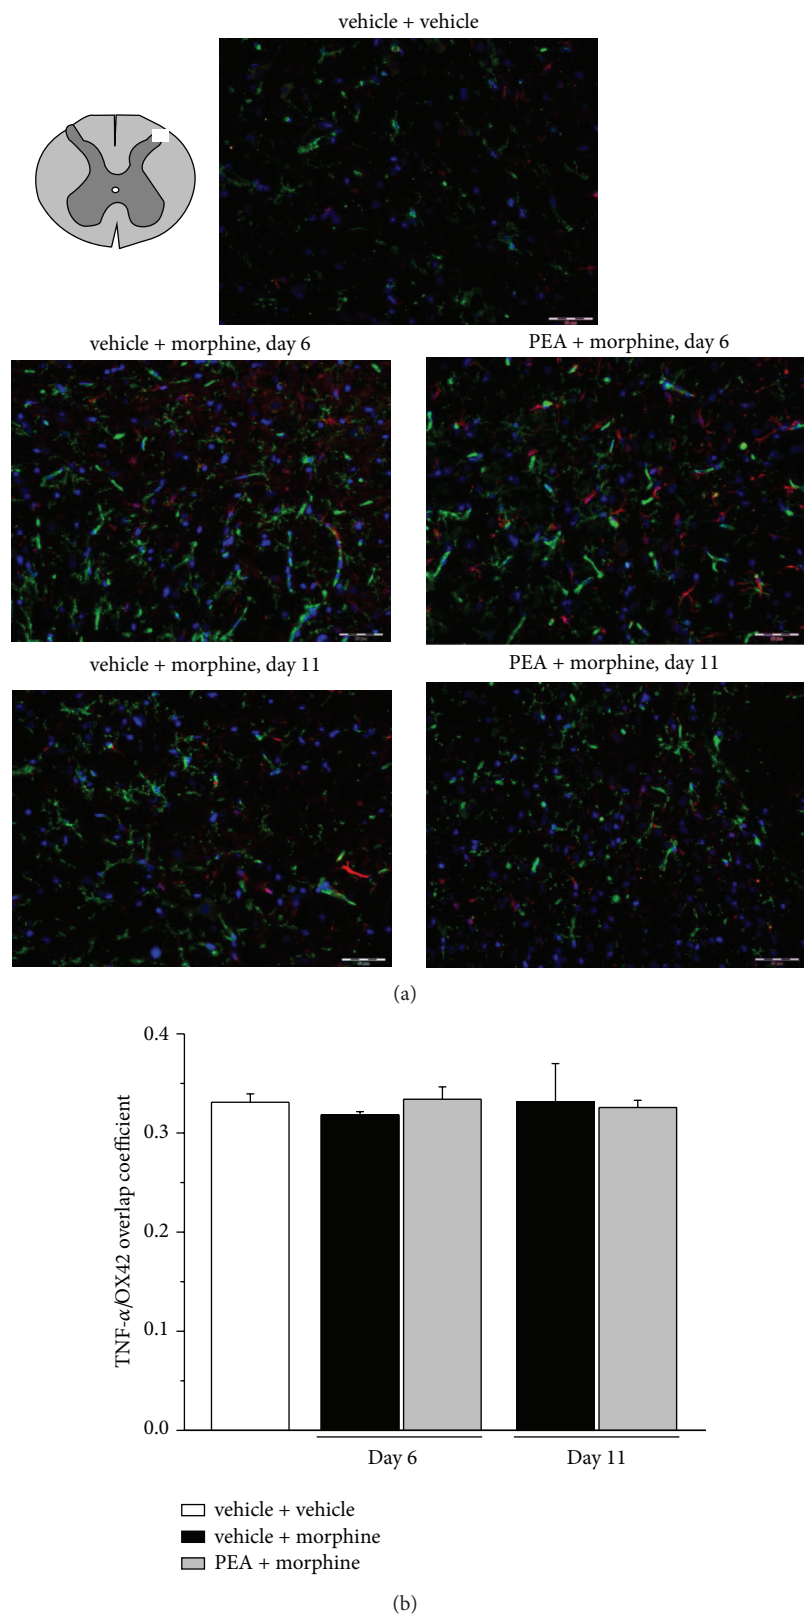 vehicle + vehicle
vehicle + morphine, day 6
PEA + morphine, day 6
vehicle + morphine, day 11
PEA + morphine, day 11
(a)
TNF-α/OX42 overlap coefficient
0.4
0.3
0.2
0.1
0.0
Day 6
Day 11
vehicle + vehicle
vehicle + morphine
PEA + morphine
(b)